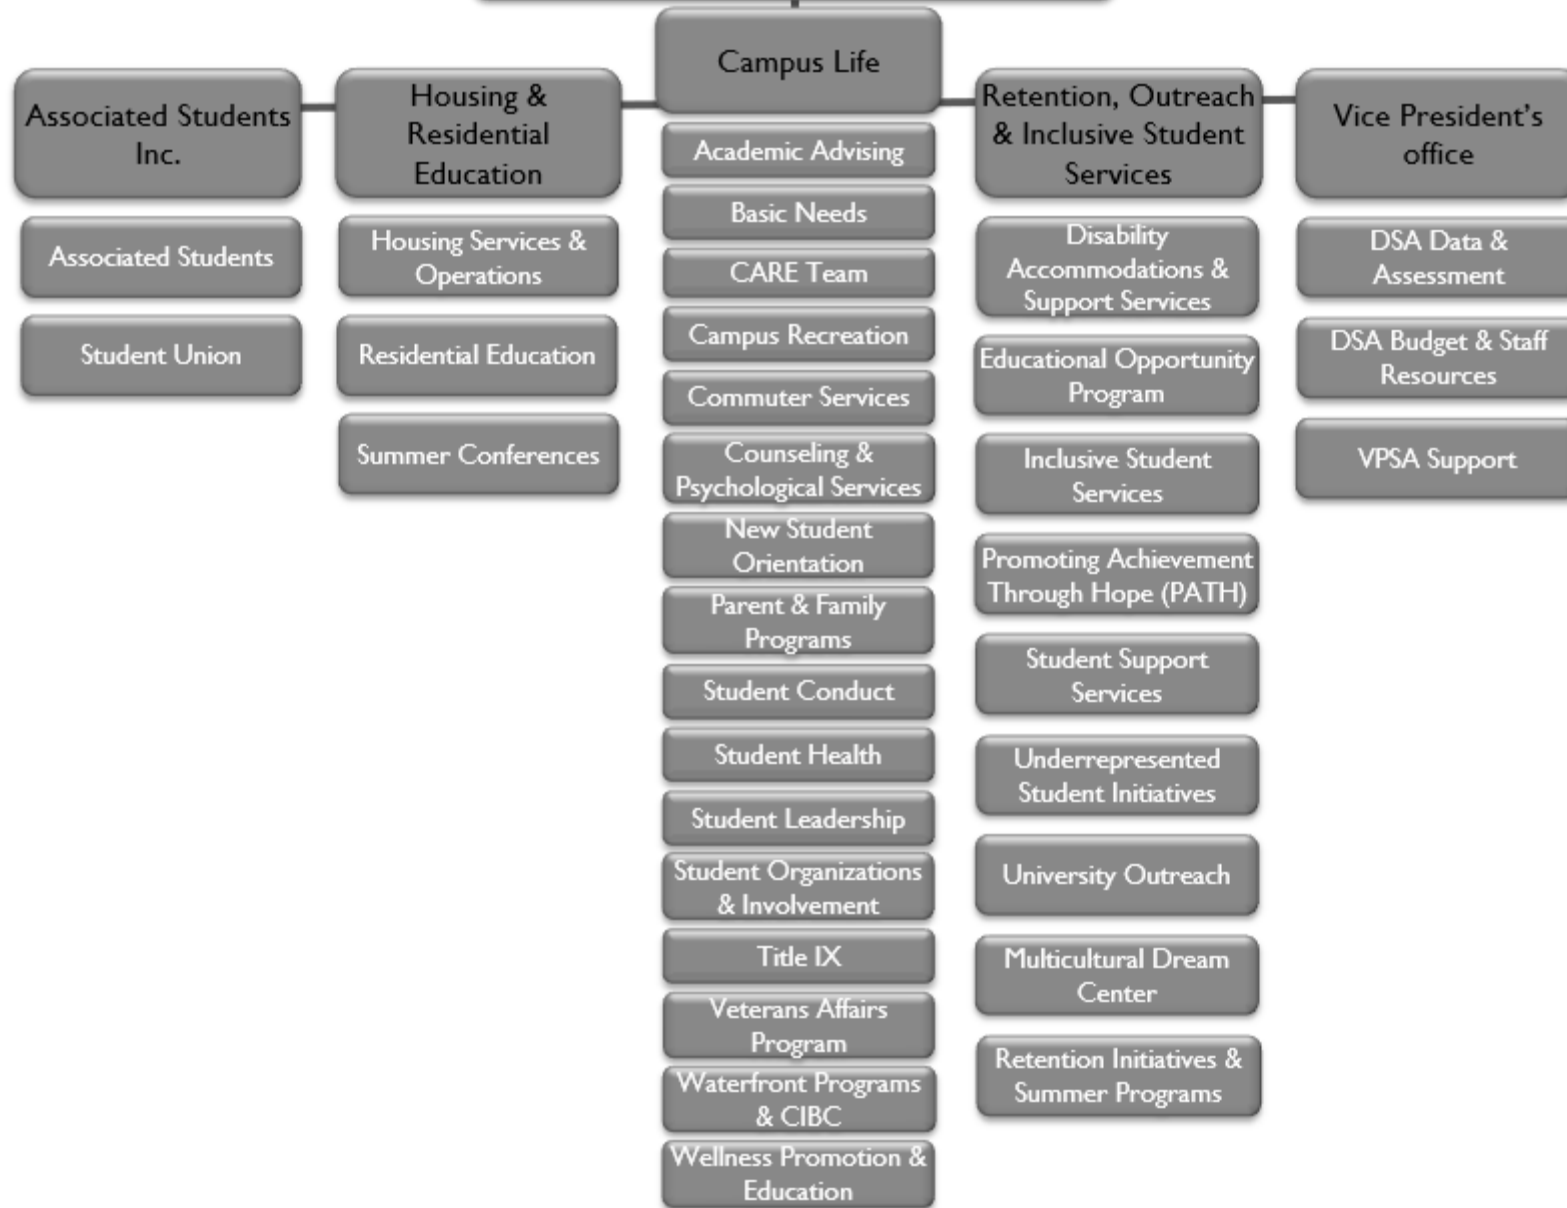 Associated Students
Inc.
Associated Students
Student Union
Housing &
Residential
Education
Housing Services &
Operations
Residential Education
Summer Conferences
Campus Life
Academic Advising
Basic Needs
CARE Team
Campus Recreation
Commuter Services
Counseling &
Psychological Services
New Student
Orientation
Parent & Family
Programs
Student Conduct
Student Health
Student Leadership
Student Organizations
& Involvement
Title IX
Veterans Affairs
Program
Waterfront Programs
& CIBC
Wellness Promotion &
Education
Retention, Outreach
& Inclusive Student
Services
Disability
Accommodations &
Support Services
Educational Opportunity
Program
Inclusive Student
Services
Promoting Achievement
Through Hope (PATH)
Student Support
Services
Underrepresented
Student Initiatives
University Outreach
Multicultural Dream
Center
Retention Initiatives &
Summer Programs
Vice President's
office
DSA Data &
Assessment
DSA Budget & Staff
Resources
VPSA Support